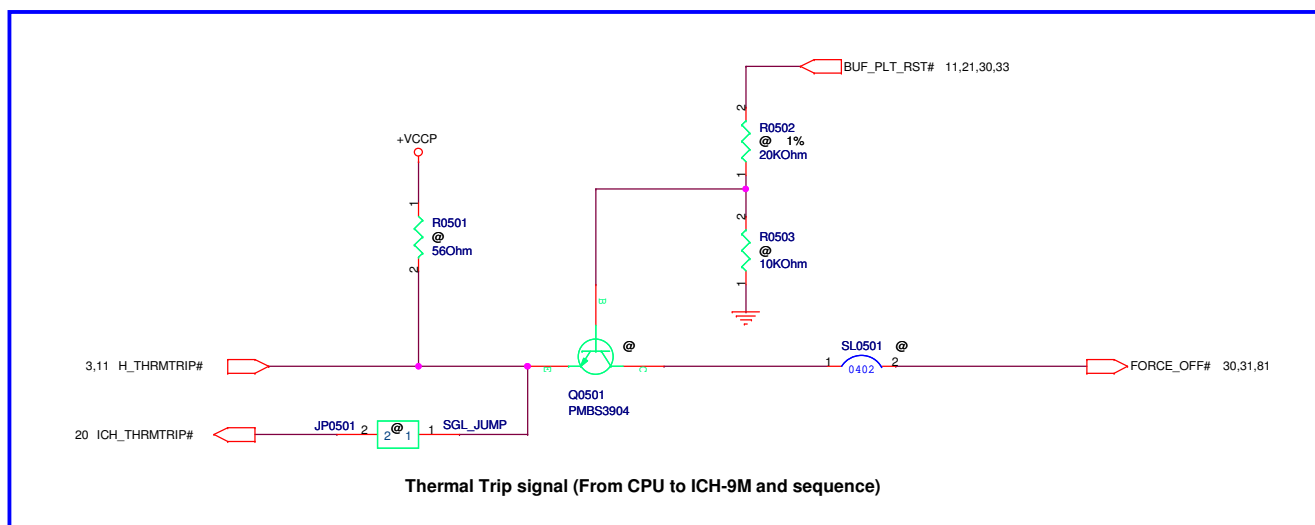 BUF_PLT_RST# 11,21,30,33
2
R0502
@ 1%
20KOhm
1
+VCCP
1
R0501
@
56Ohm
2
2
R0503
@
10KOhm
1
B
@
SL0501 @
3,11 H_THRMTRIP#
E
C
1
0402
2
FORCE_OFF# 30,31,81
Q0501
PMBS3904
20 ICH_THRMTRIP#
JP0501 2
@
2 1
1 SGL_JUMP
Thermal Trip signal (From CPU to ICH-9M and sequence)